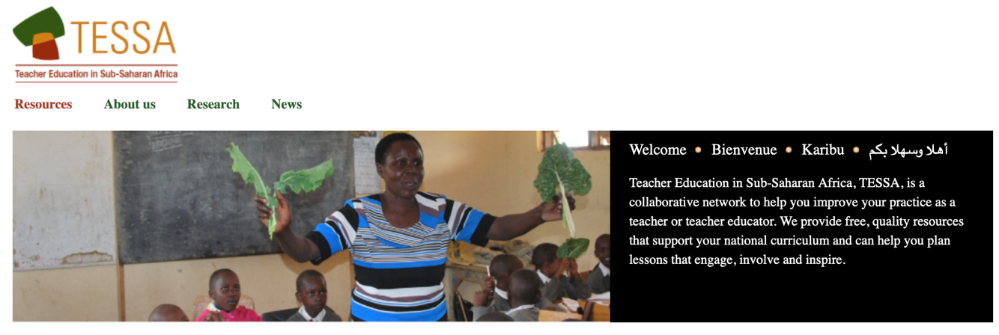 TESSA
Teacher Education in Sub-Saharan Africa
Resources About us Research News
Welcome • Bienvenue • Karibu • أهلا وسهلا بكم
Teacher Education in Sub-Saharan Africa, TESSA, is a
collaborative network to help you improve your practice as a
teacher or teacher educator. We provide free, quality resources
that support your national curriculum and can help you plan
lessons that engage, involve and inspire.